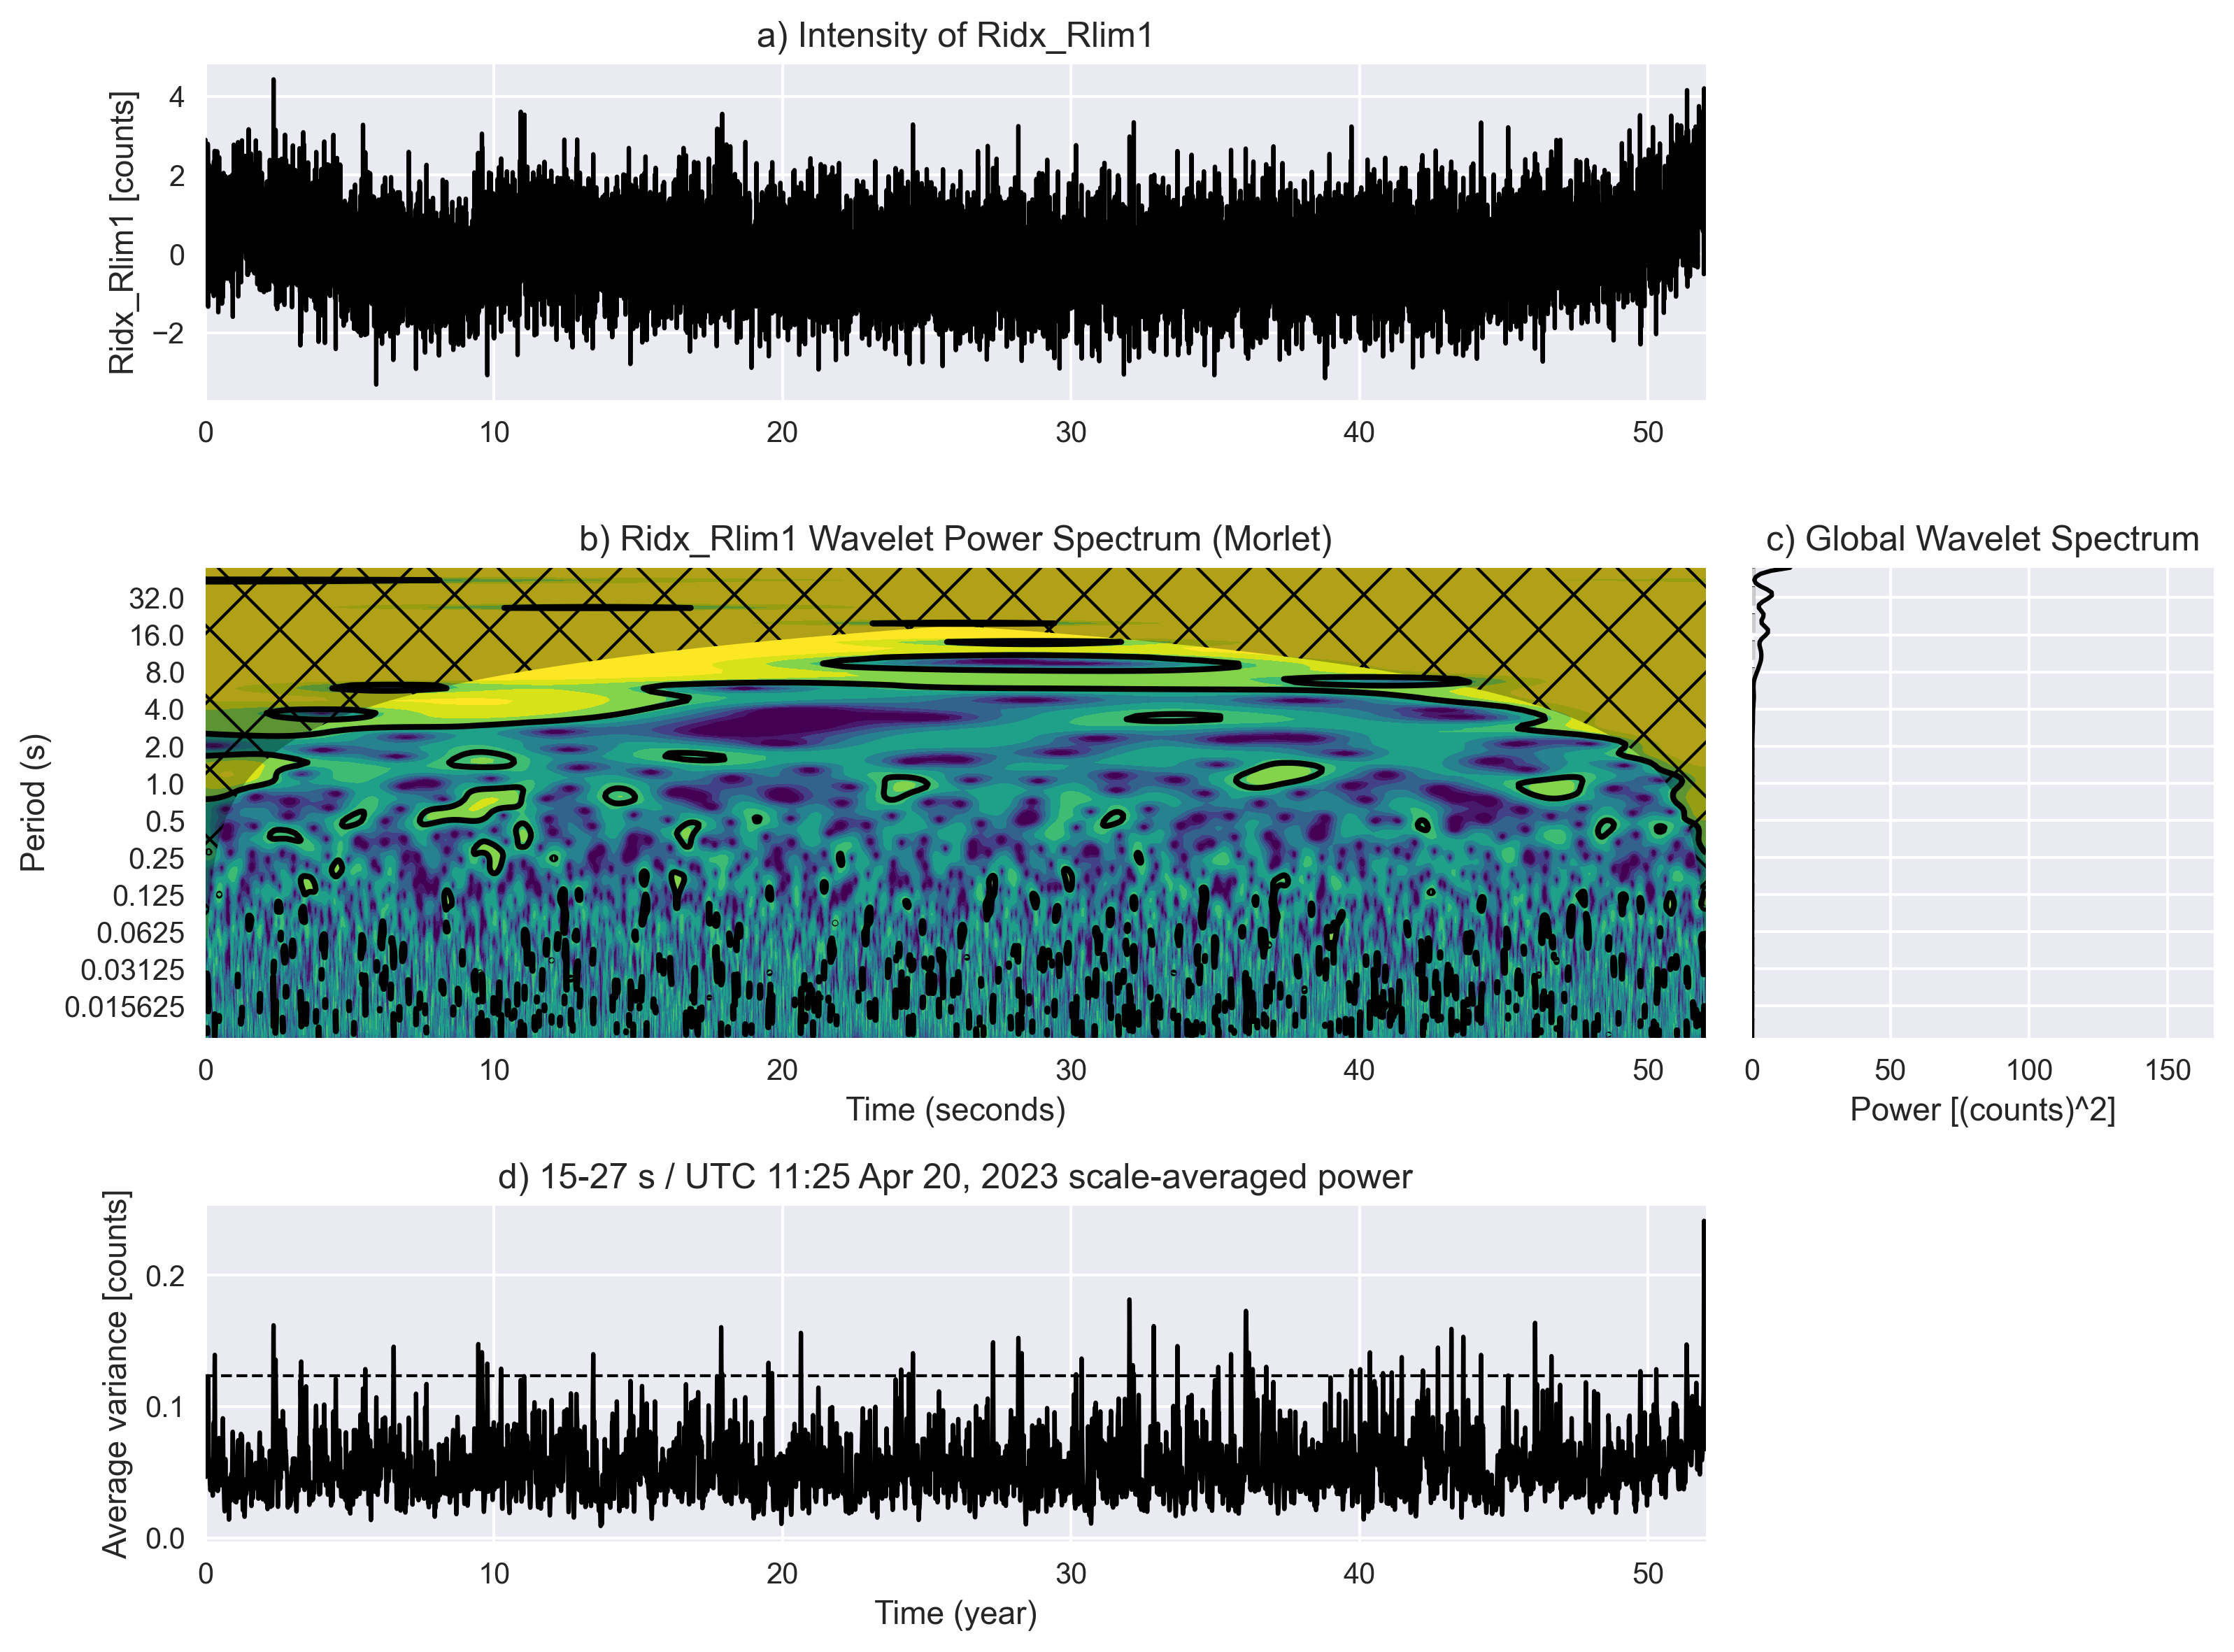 a) Intensity of Ridx_Rlim1
Ridx_Rlim1 [counts]
4
2
0
−2
0 10 20 30 40 50
b) Ridx_Rlim1 Wavelet Power Spectrum (Morlet)
Period (s)
32.0
16.0
8.0
4.0
2.0
1.0
0.5
0.25
0.125
0.0625
0.03125
0.015625
0 10 20 30 40 50
Time (seconds)
c) Global Wavelet Spectrum
0 50 100 150
Power [(counts)^2]
d) 15-27 s / UTC 11:25 Apr 20, 2023 scale-averaged power
Average variance [counts]
0.2
0.1
0.0
0 10 20 30 40 50
Time (year)